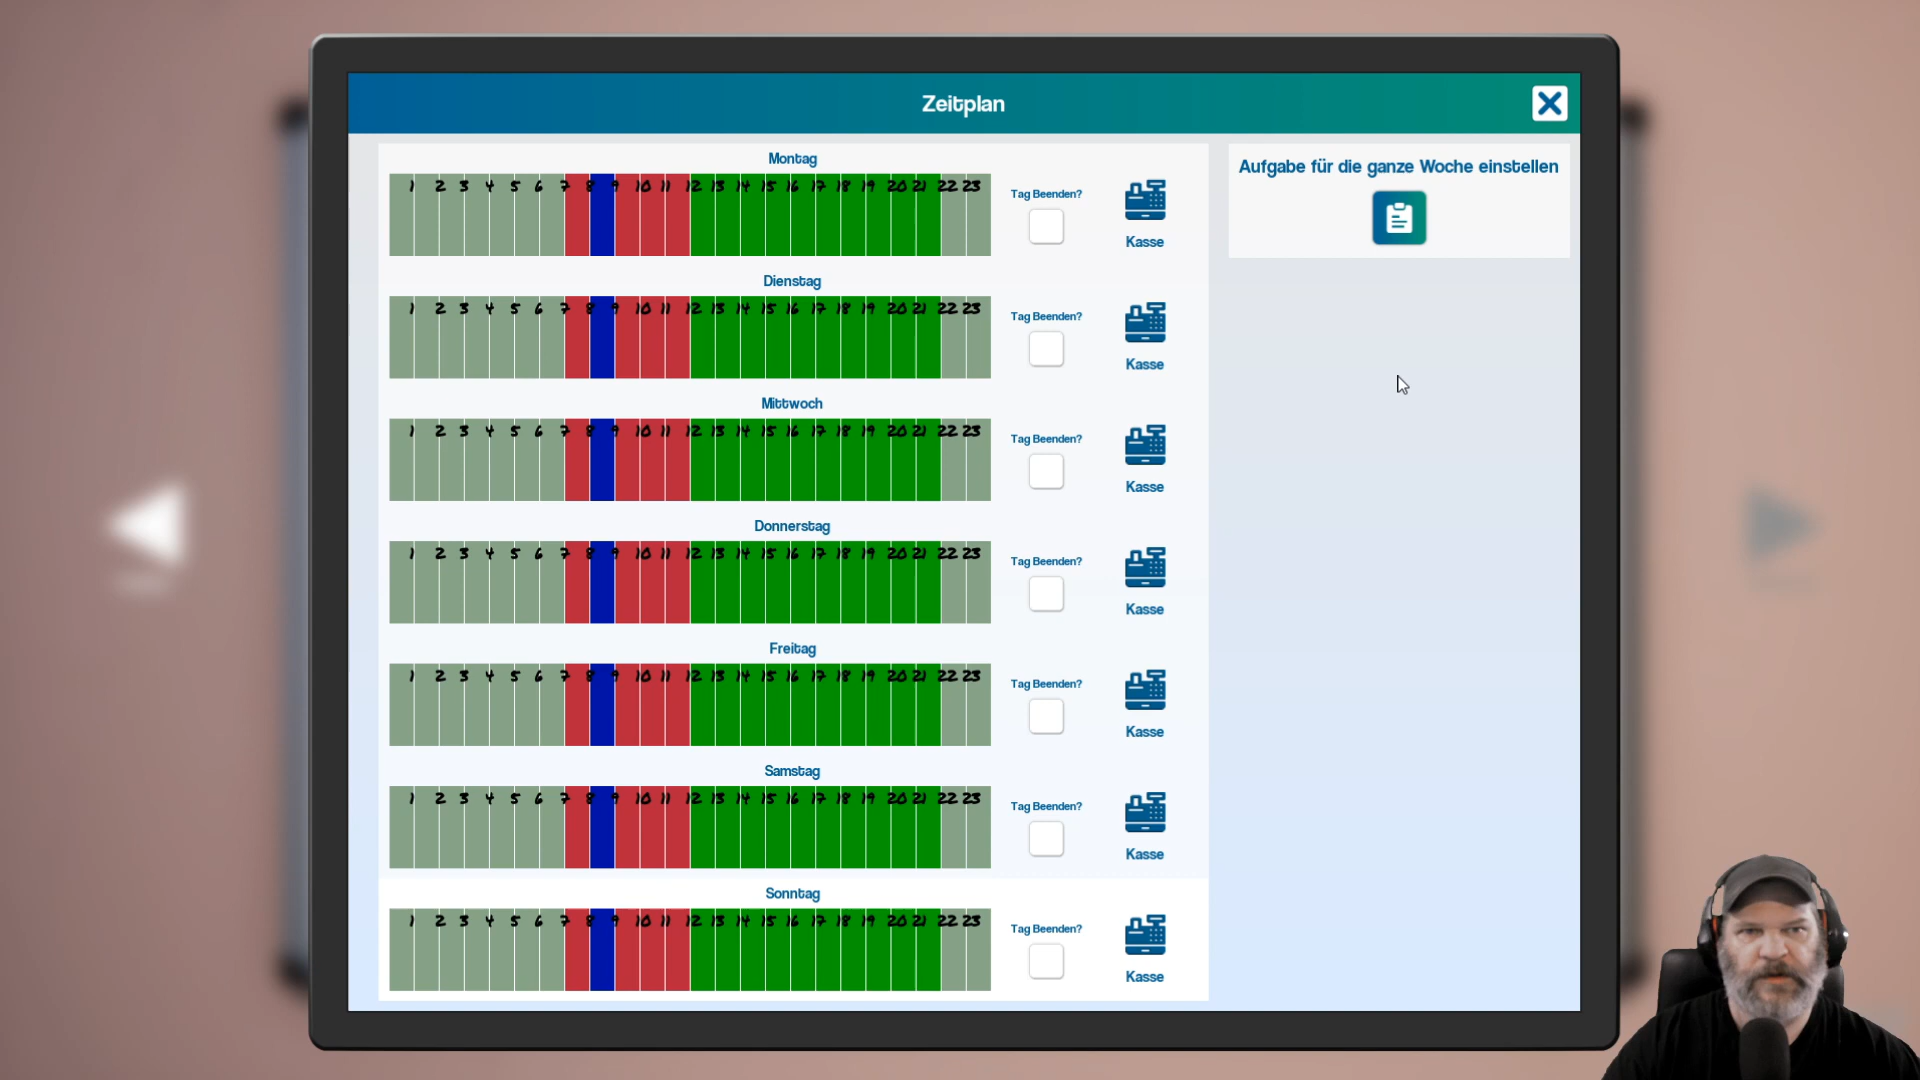 Zeitplan
Montag
1 2 3 4 5 6 7 8 9 10 11 12 13 14 15 16 17 18 19 20 21 22 23
Tag Beenden?
Kasse
Aufgabe für die ganze Woche einstellen
Dienstag
1 2 3 4 5 6 7 8 9 10 11 12 13 14 15 16 17 18 19 20 21 22 23
Tag Beenden?
Kasse
Mittwoch
1 2 3 4 5 6 7 8 9 10 11 12 13 14 15 16 17 18 19 20 21 22 23
Tag Beenden?
Kasse
Donnerstag
1 2 3 4 5 6 7 8 9 10 11 12 13 14 15 16 17 18 19 20 21 22 23
Tag Beenden?
Kasse
Freitag
1 2 3 4 5 6 7 8 9 10 11 12 13 14 15 16 17 18 19 20 21 22 23
Tag Beenden?
Kasse
Samstag
1 2 3 4 5 6 7 8 9 10 11 12 13 14 15 16 17 18 19 20 21 22 23
Tag Beenden?
Kasse
Sonntag
1 2 3 4 5 6 7 8 9 10 11 12 13 14 15 16 17 18 19 20 21 22 23
Tag Beenden?
Kasse